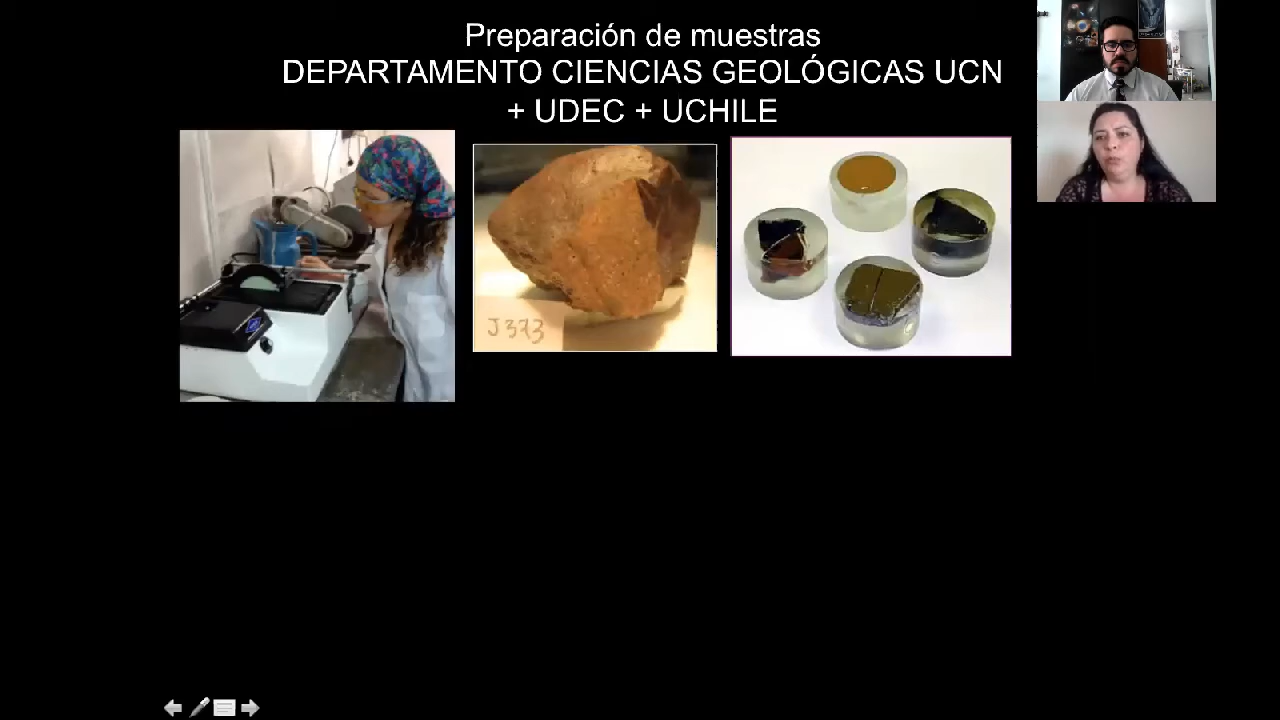 Preparación de muestras
DEPARTAMENTO CIENCIAS GEOLÓGICAS UCN
+ UDEC + UCHILE
J373